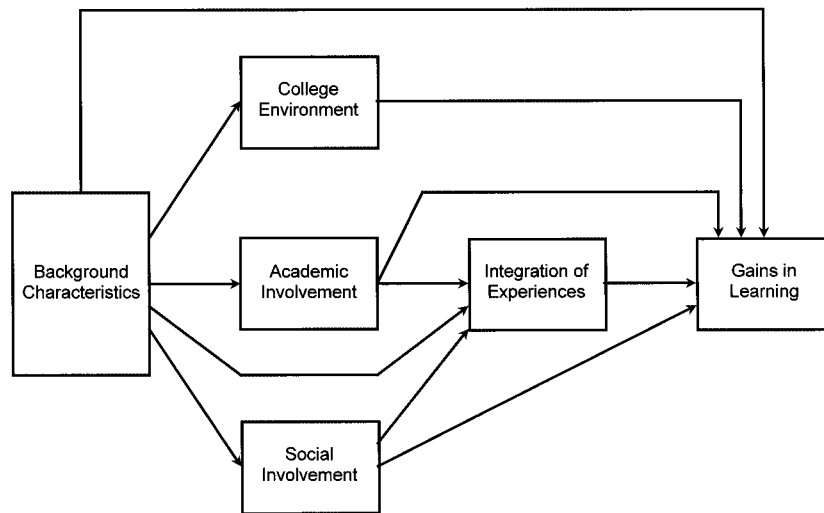 College
Environment
Background
Characteristics
Academic
Involvement
Integration of
Experiences
Gains in
Learning
Social
Involvement